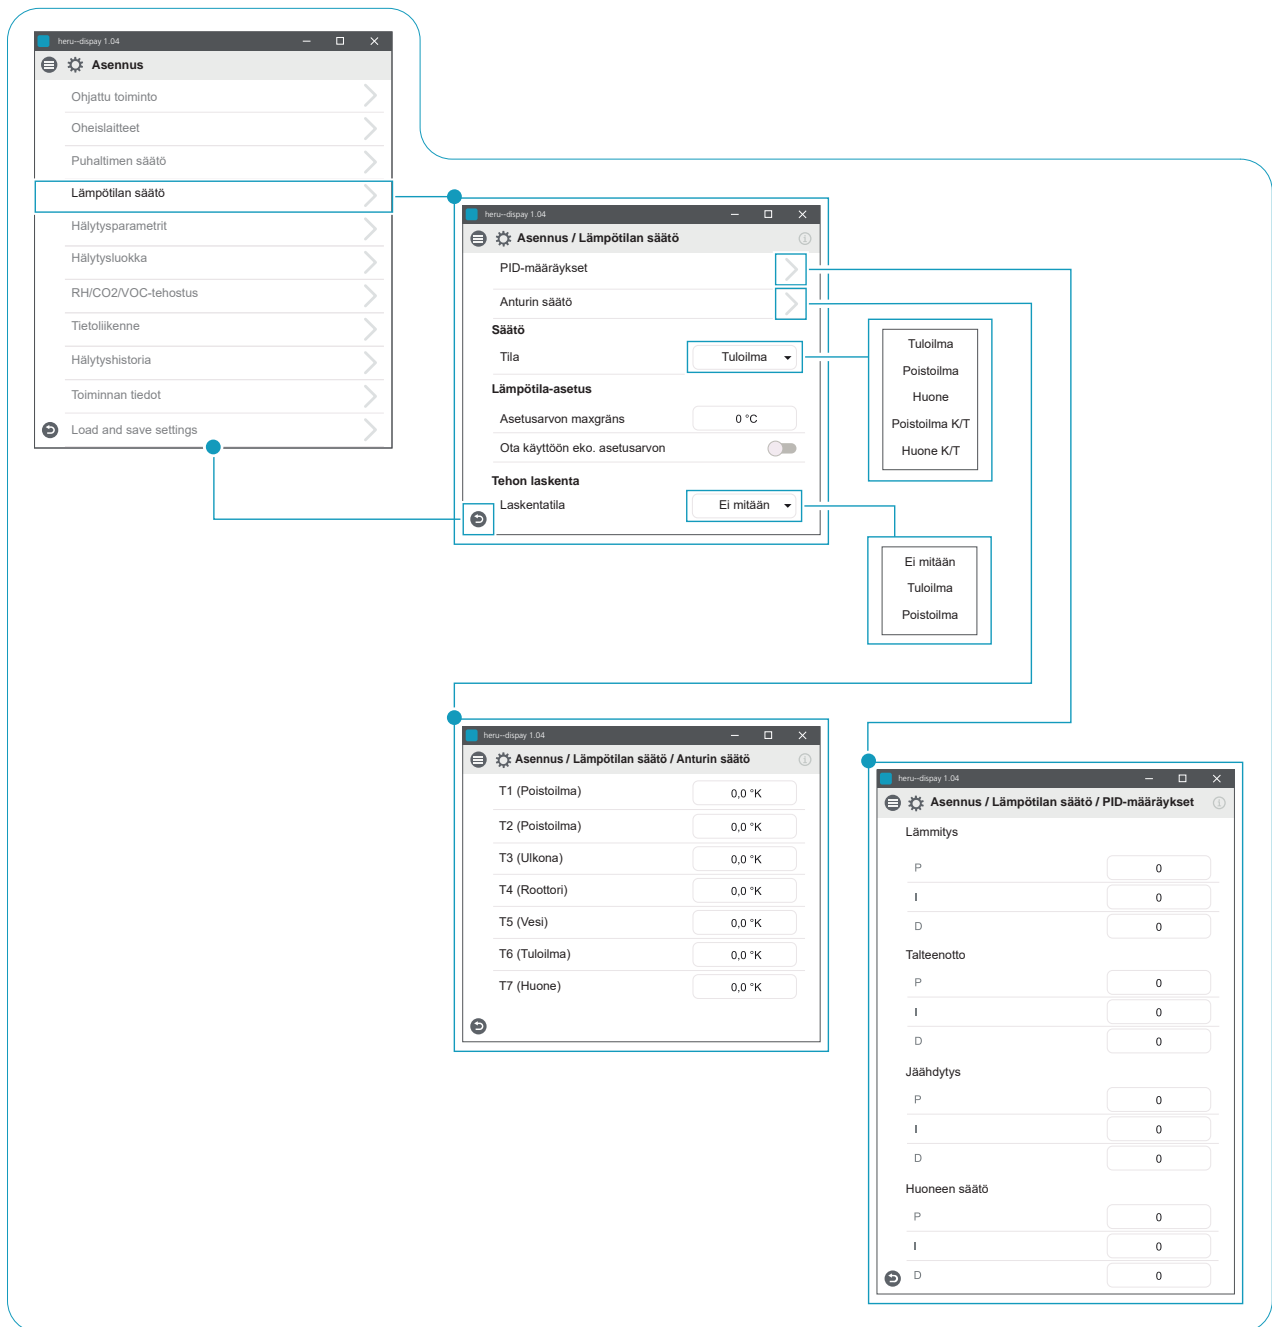 heru--dispay 1.04
Asennus
Ohjattu toiminto
Oheislaitteet
Puhaltimen säätö
Lämpötilan säätö
Hälytysparametrit
Hälytysluokka
RH/CO2/VOC-tehostus
Tietoliikenne
Hälytyshistoria
Toiminnan tiedot
Load and save settings
heru--dispay 1.04
Asennus / Lämpötilan säätö
PID-määräykset
Anturin säätö
Säätö
Tila Tuloilma
Lämpötila-asetus
Asetusarvon maxgräns 0 °C
Ota käyttöön eko. asetusarvon
Tehon laskenta
Laskentatila Ei mitään
Tuloilma
Poistoilma
Huone
Poistoilma K/T
Huone K/T
Ei mitään
Tuloilma
Poistoilma
heru--dispay 1.04
Asennus / Lämpötilan säätö / Anturin säätö
T1 (Poistoilma) 0,0 °K
T2 (Poistoilma) 0,0 °K
T3 (Ulkona) 0,0 °K
T4 (Roottori) 0,0 °K
T5 (Vesi) 0,0 °K
T6 (Tuloilma) 0,0 °K
T7 (Huone) 0,0 °K
heru--dispay 1.04
Asennus / Lämpötilan säätö / PID-määräykset
Lämmitys
P 0
I 0
D 0
Talteenotto
P 0
I 0
D 0
Jäähdytys
P 0
I 0
D 0
Huoneen säätö
P 0
I 0
D 0